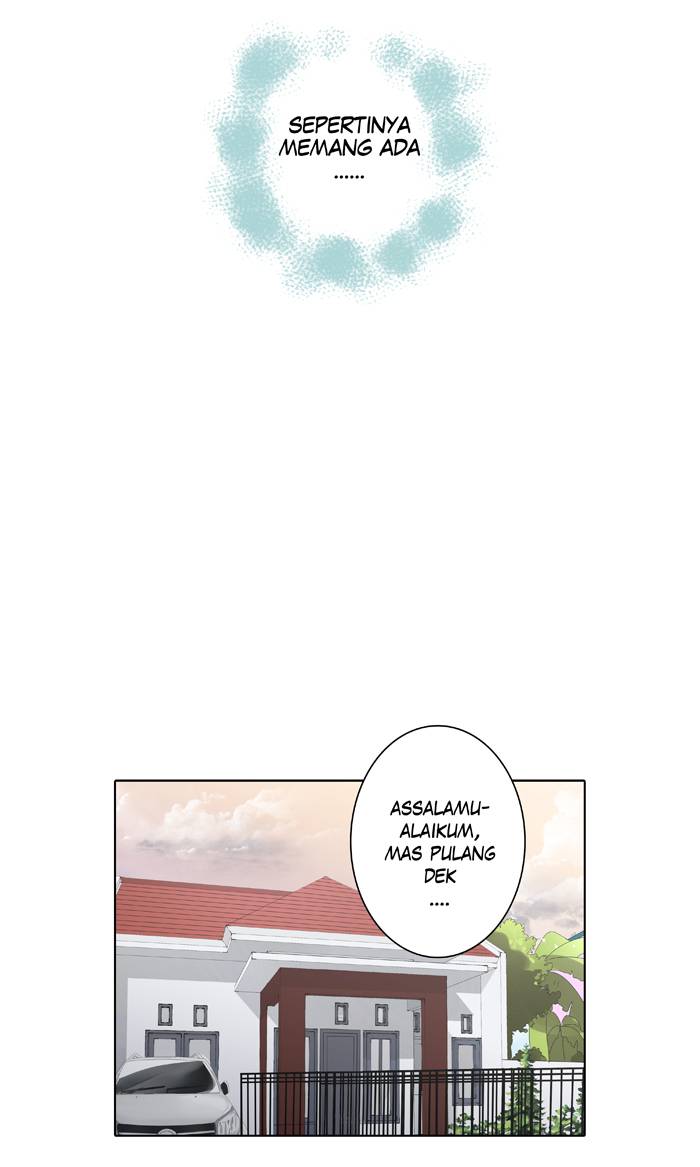 SEPERTINYA
MEMANG ADA
......
ASSALAMU-
ALAIKUM,
MAS PULANG
DEK
....